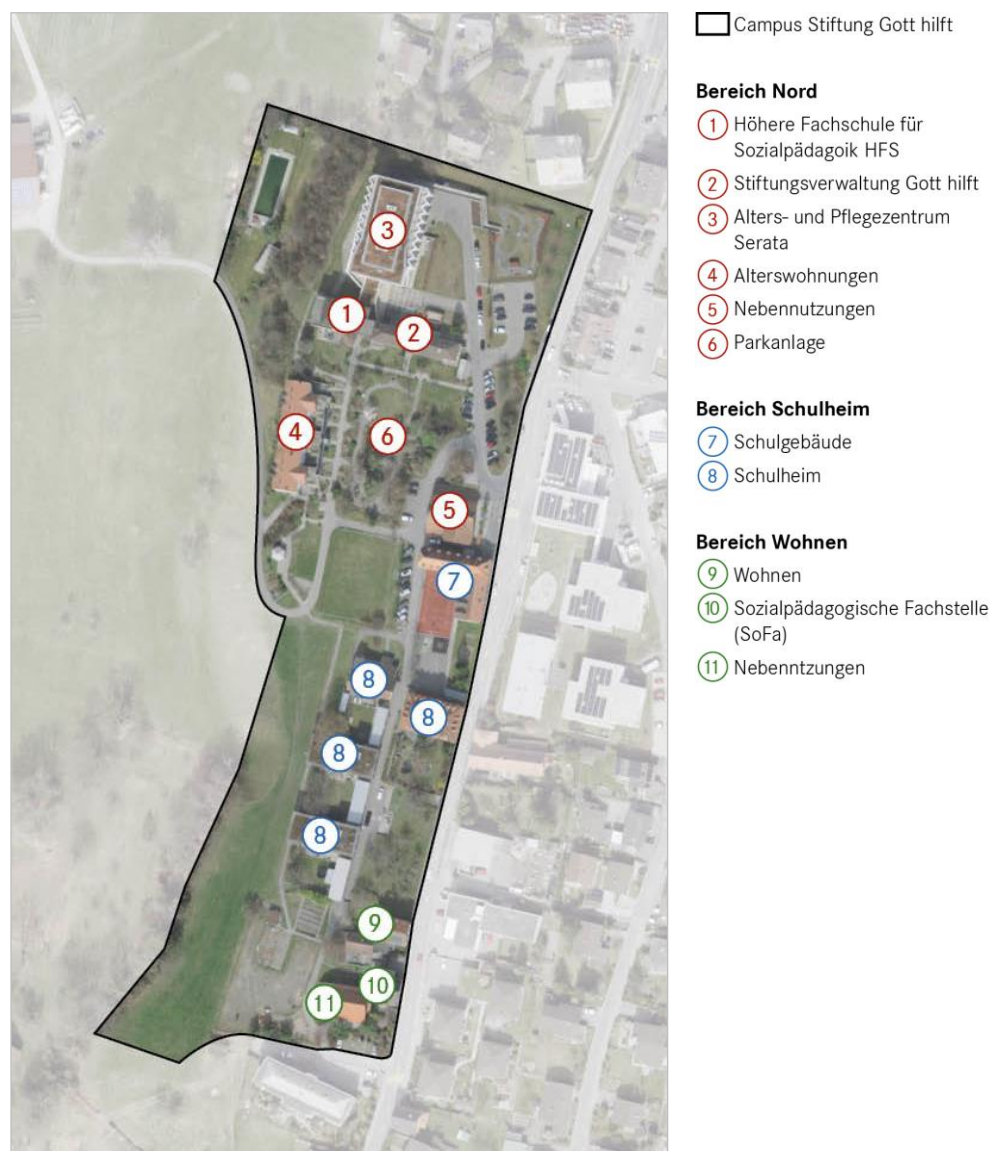 Campus Stiftung Gott hilft
Bereich Nord
1 Höhere Fachschule für
Sozialpädagoik HFS
2 Stiftungsverwaltung Gott hilft
3 Alters- und Pflegezentrum
Serata
4 Alterswohnungen
5 Nebennutzungen
6 Parkanlage
Bereich Schulheim
7 Schulgebäude
8 Schulheim
Bereich Wohnen
9 Wohnen
10 Sozialpädagogische Fachstelle
(SoFa)
11 Nebenntzungen
3
1
2
4
6
5
7
8
8
8
8
9
10
11